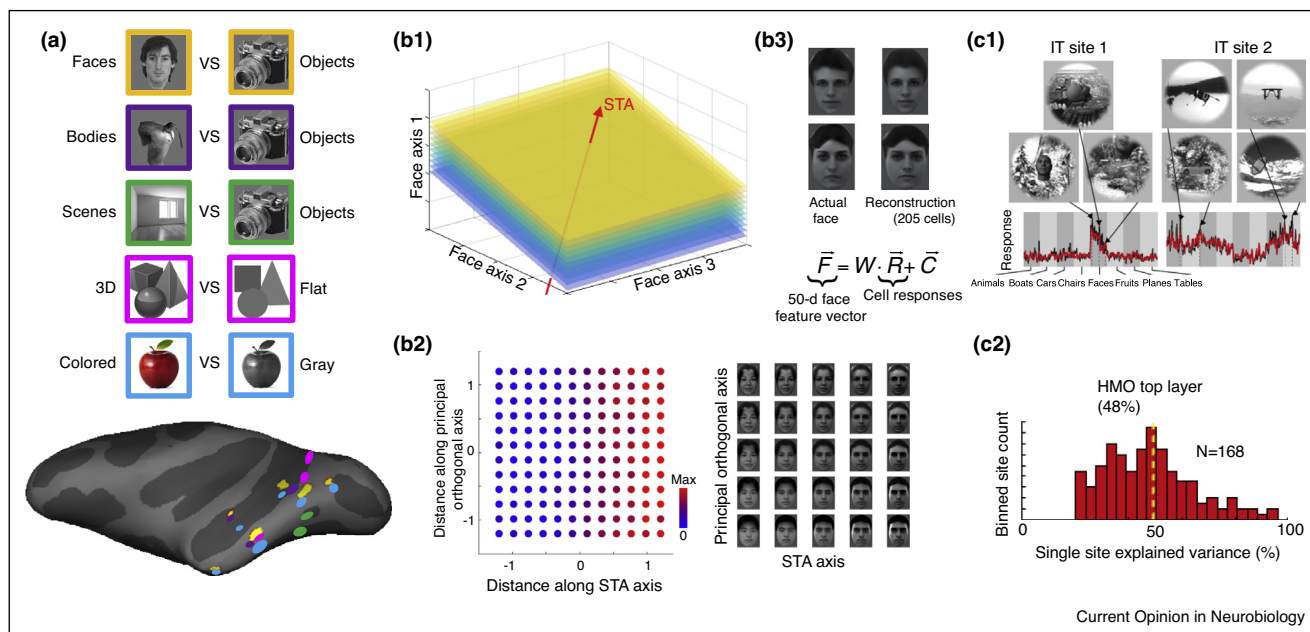 (a)
Faces VS Objects
Bodies VS Objects
Scenes VS Objects
3D VS Flat
Colored VS Gray
(b1)
Face axis 1
STA
Face axis 2
Face axis 3
(b2)
Distance along principal
orthogonal axis
1
0
-1
-1 0 1
Distance along STA axis
Max
0
Principal orthogonal axis
STA axis
(b3)
Actual
face
Reconstruction
(205 cells)
F⃗ = W · R⃗ + C⃗
50-d face
feature vector
Cell responses
(c1)
IT site 1 IT site 2
Response
Animals Boats Cars Chairs Faces Fruits Planes Tables
(c2)
HMO top layer
(48%)
N=168
Binned site count
0 50 100
Single site explained variance (%)
Current Opinion in Neurobiology